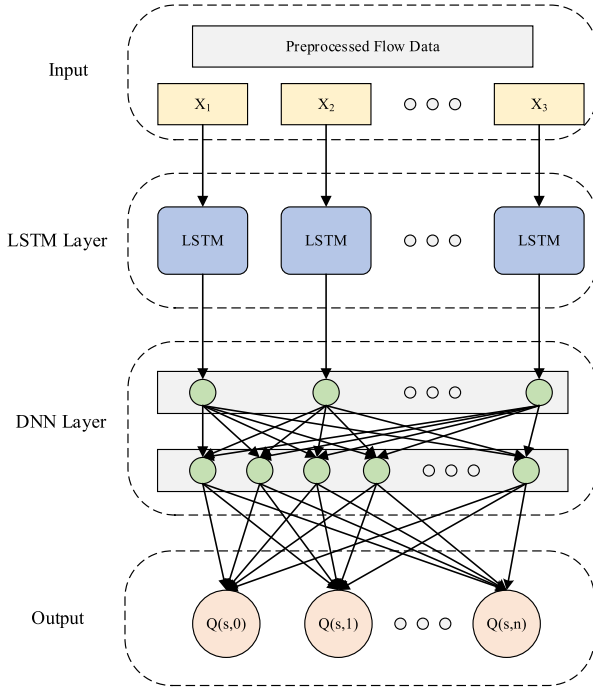 Preprocessed Flow Data
Input
X₁ X₂ X₃
LSTM Layer
LSTM LSTM LSTM
DNN Layer
Output
Q(s,0) Q(s,1) Q(s,n)